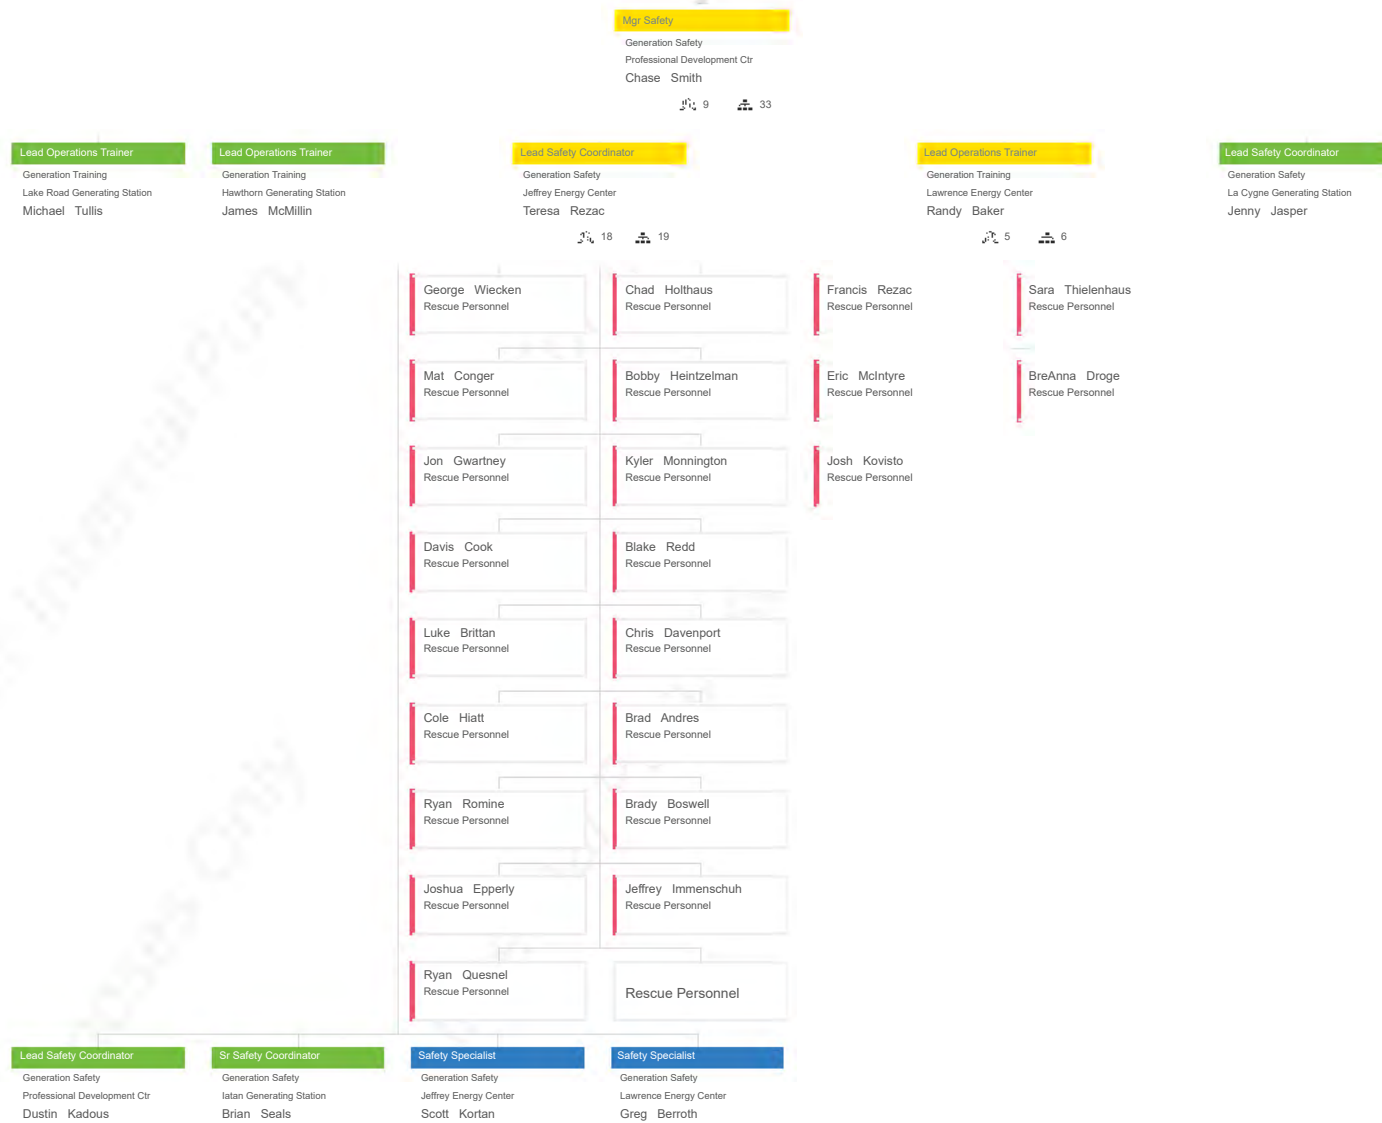 Mgr Safety
Generation Safety
Professional Development Ctr
Chase Smith
9 33
Lead Operations Trainer
Generation Training
Lake Road Generating Station
Michael Tullis
Lead Operations Trainer
Generation Training
Hawthorn Generating Station
James McMillin
Lead Safety Coordinator
Generation Safety
Jeffrey Energy Center
Teresa Rezac
18 19
Lead Operations Trainer
Generation Training
Lawrence Energy Center
Randy Baker
5 6
Lead Safety Coordinator
Generation Safety
La Cygne Generating Station
Jenny Jasper
George Wiecken
Rescue Personnel
Chad Holthaus
Rescue Personnel
Francis Rezac
Rescue Personnel
Sara Thielenhaus
Rescue Personnel
Mat Conger
Rescue Personnel
Bobby Heintzelman
Rescue Personnel
Eric McIntyre
Rescue Personnel
BreAnna Droge
Rescue Personnel
Jon Gwartney
Rescue Personnel
Kyler Monnington
Rescue Personnel
Josh Kovisto
Rescue Personnel
Davis Cook
Rescue Personnel
Blake Redd
Rescue Personnel
Luke Brittan
Rescue Personnel
Chris Davenport
Rescue Personnel
Cole Hiatt
Rescue Personnel
Brad Andres
Rescue Personnel
Ryan Romine
Rescue Personnel
Brady Boswell
Rescue Personnel
Joshua Epperly
Rescue Personnel
Jeffrey Immenschuh
Rescue Personnel
Ryan Quesnel
Rescue Personnel
Rescue Personnel
Lead Safety Coordinator
Generation Safety
Professional Development Ctr
Dustin Kadous
Sr Safety Coordinator
Generation Safety
Iatan Generating Station
Brian Seals
Safety Specialist
Generation Safety
Jeffrey Energy Center
Scott Kortan
Safety Specialist
Generation Safety
Lawrence Energy Center
Greg Berroth